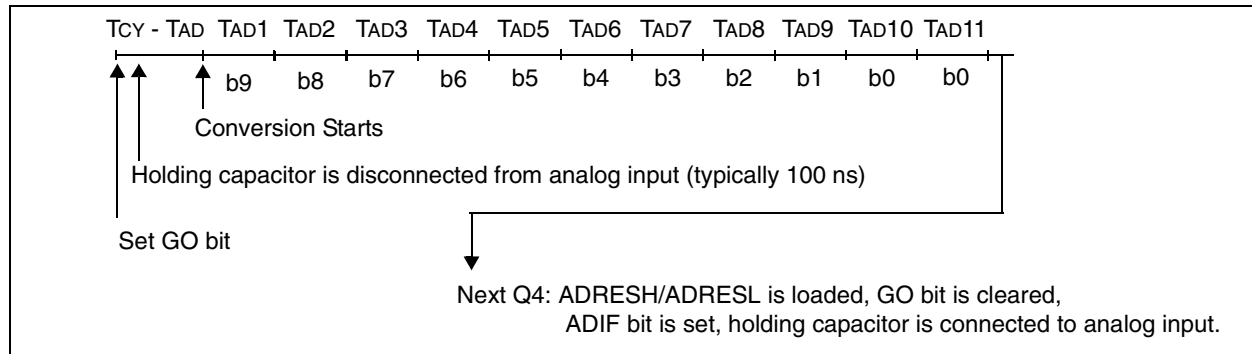 TCY - TAD TAD1 TAD2 TAD3 TAD4 TAD5 TAD6 TAD7 TAD8 TAD9 TAD10 TAD11
b9 b8 b7 b6 b5 b4 b3 b2 b1 b0 b0
Conversion Starts
Holding capacitor is disconnected from analog input (typically 100 ns)
Set GO bit
Next Q4: ADRESH/ADRESL is loaded, GO bit is cleared,
ADIF bit is set, holding capacitor is connected to analog input.